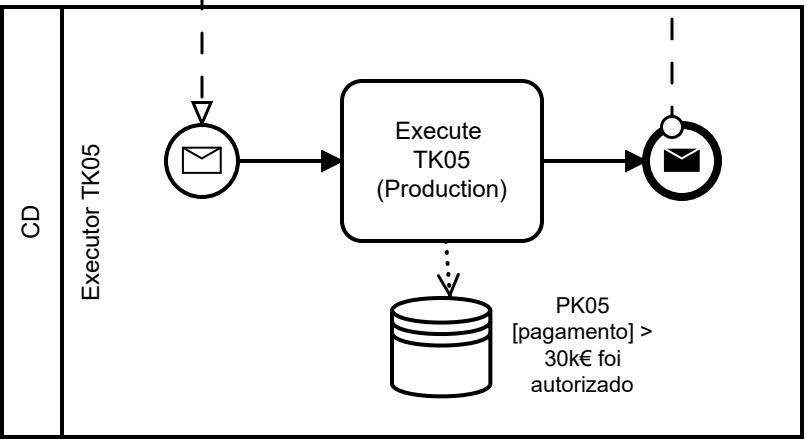 CD
Executor TK05
Execute
TK05
(Production)
PK05
[pagamento] >
30k€ foi
autorizado